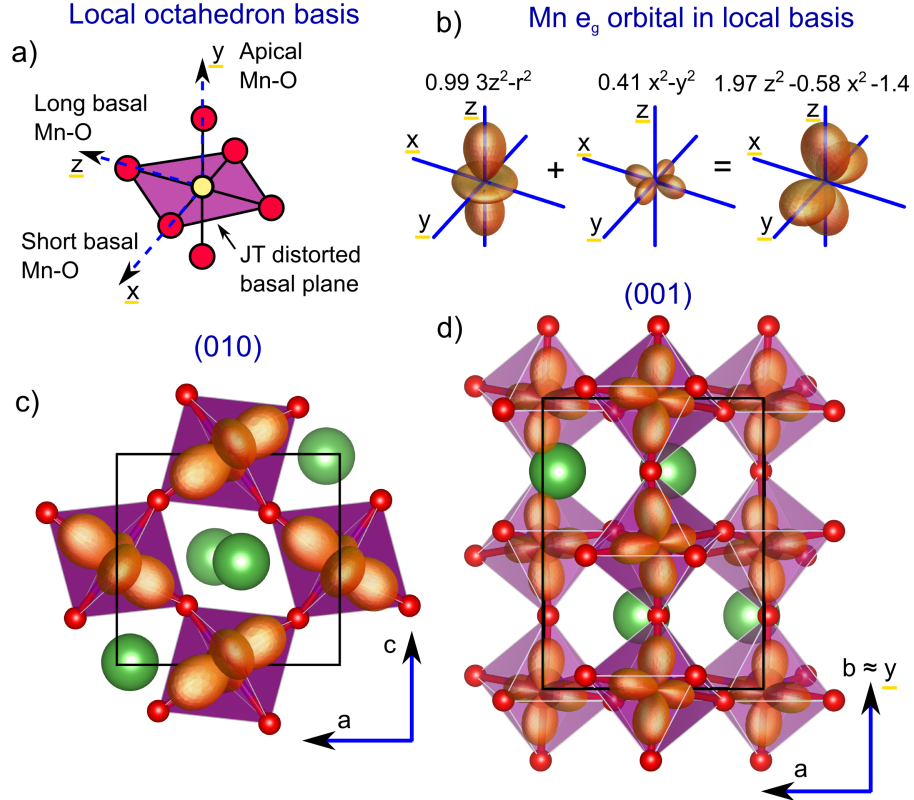 Local octahedron basis
a)
y
Apical
Mn-O
Long basal
Mn-O
z
Short basal
Mn-O
x
JT distorted
basal plane
Mn eg orbital in local basis
b)
0.99 3z²-r²
0.41 x²-y²
1.97 z² -0.58 x² -1.4
z
x
y
+
z
x
y
=
z
x
y
(010)
c)
c
a
(001)
d)
b ≈ y
a